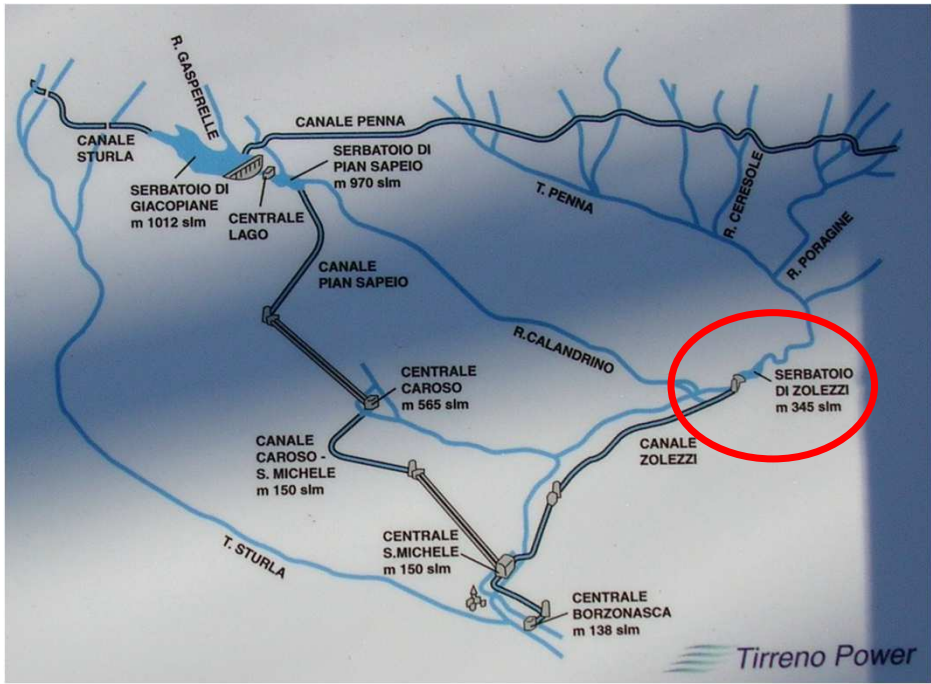 R. GASPERELLE
CANALE
STURLA
CANALE PENNA
SERBATOIO DI
PIAN SAPEIO
m 970 slm
SERBATOIO DI
GIACOPIANE
m 1012 slm
CENTRALE
LAGO
T. PENNA
R. CERESOLE
R. PORAGINE
CANALE
PIAN SAPEIO
R.CALANDRINO
SERBATOIO
DI ZOLEZZI
m 345 slm
CENTRALE
CAROSO
m 565 slm
CANALE
CAROSO -
S. MICHELE
m 150 slm
CANALE
ZOLEZZI
T. STURLA
CENTRALE
S.MICHELE
m 150 slm
CENTRALE
BORZONASCA
m 138 slm
Tirreno Power